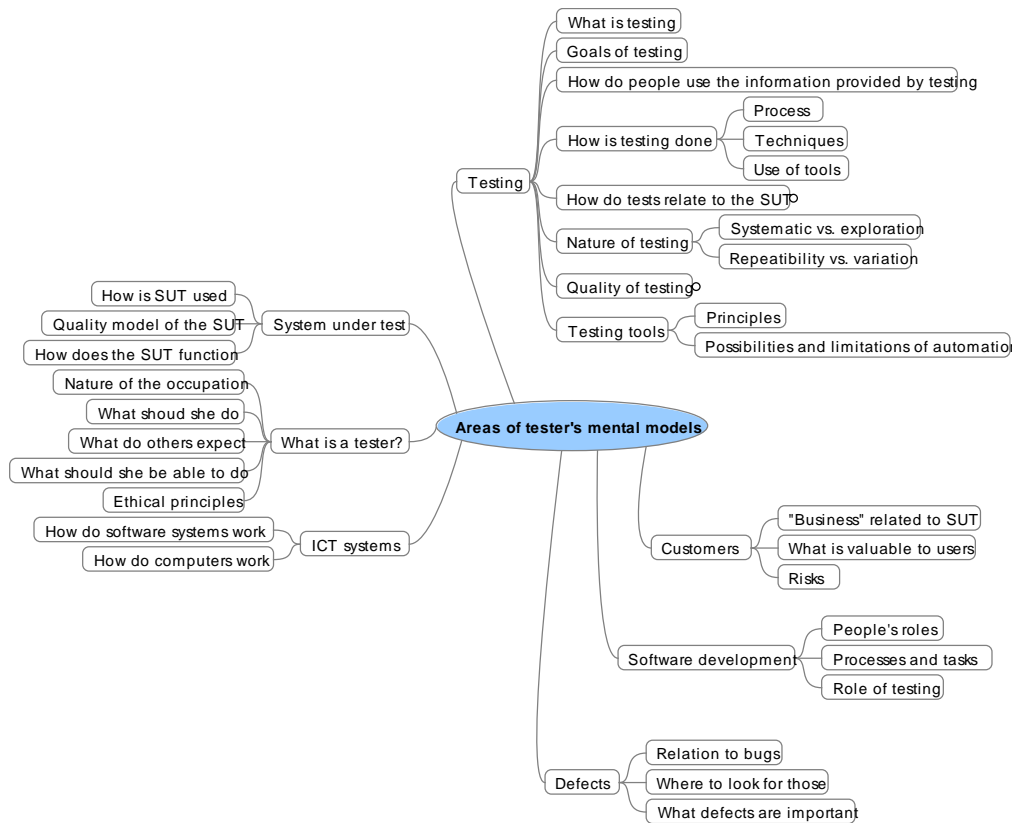 What is testing
Goals of testing
How do people use the information provided by testing
Process
How is testing done
Techniques
Use of tools
Testing
How do tests relate to the SUT
Systematic vs. exploration
Nature of testing
Repeatibility vs. variation
Quality of testing
Principles
Testing tools
Possibilities and limitations of automation
How is SUT used
Quality model of the SUT
System under test
How does the SUT function
Nature of the occupation
What shoud she do
What do others expect
What is a tester?
What should she be able to do
Ethical principles
How do software systems work
ICT systems
How do computers work
Areas of tester's mental models
"Business" related to SUT
Customers
What is valuable to users
Risks
People's roles
Software development
Processes and tasks
Role of testing
Relation to bugs
Defects
Where to look for those
What defects are important